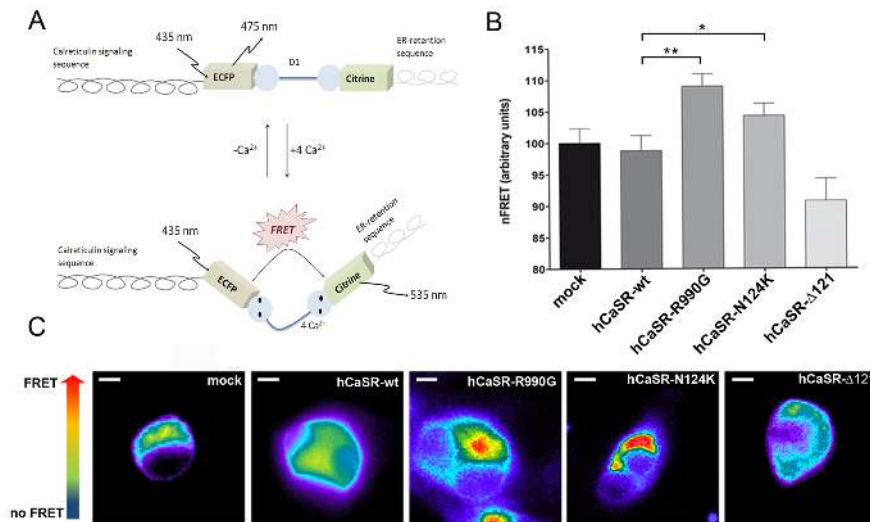 A
435 nm
475 nm
Calreticulin signaling
sequence
ECFP
D1
Citrine
ER-retention
sequence
-Ca2+
+4 Ca2+
FRET
435 nm
Calreticulin signaling
sequence
ECFP
4 Ca2+
Citrine
ER-retention
sequence
535 nm
B
nFRET (arbitrary units)
115
110
105
100
95
90
85
80
*
**
mock
hCaSR-wt
hCaSR-R990G
hCaSR-N124K
hCaSR-Δ121
C
FRET
no FRET
mock
hCaSR-wt
hCaSR-R990G
hCaSR-N124K
hCaSR-Δ121